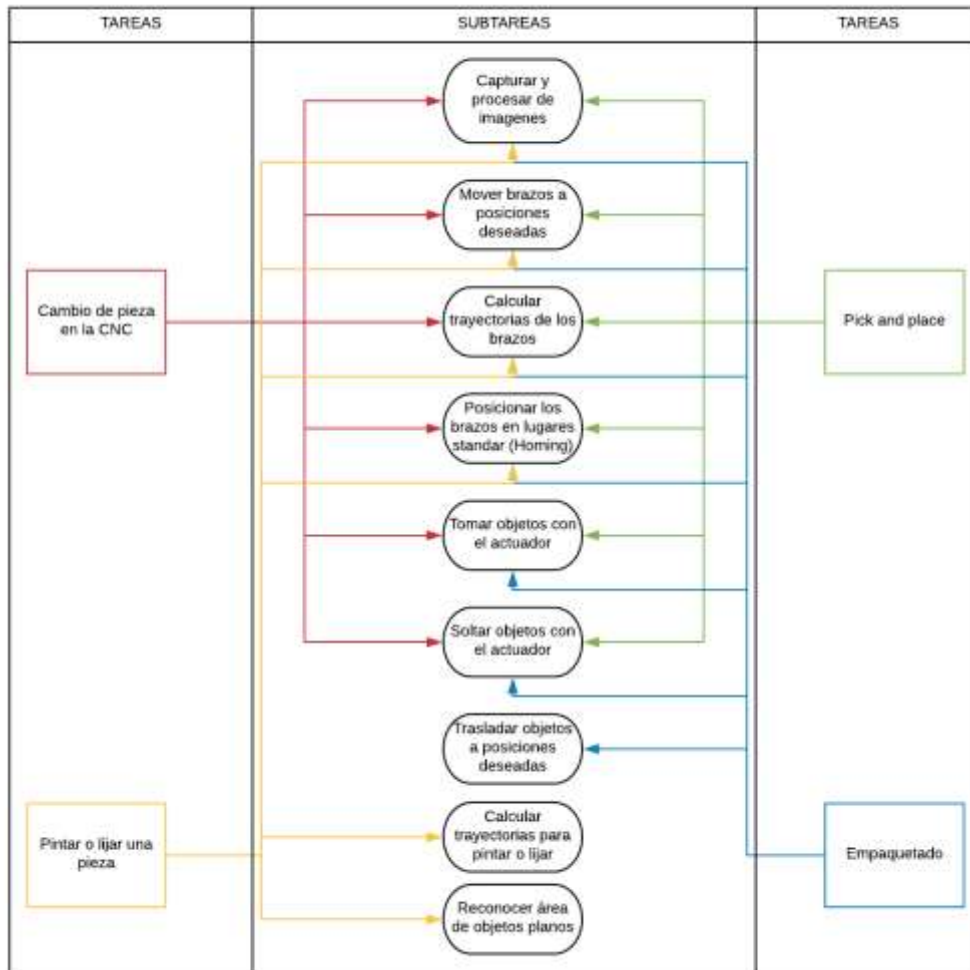 TAREAS
SUBTAREAS
TAREAS
Capturar y
procesar de
imagenes
Mover brazos a
posiciones
deseadas
Cambio de pieza
en la CNC
Calcular
trayectorias de los
brazos
Pick and place
Posicionar los
brazos en lugares
standar (Homing)
Tomar objetos con
el actuador
Soltar objetos con
el actuador
Trasladar objetos
a posiciones
deseadas
Pintar o lijar una
pieza
Calcular
trayectorias para
pintar o lijar
Empaquetado
Reconocer área
de objetos planos